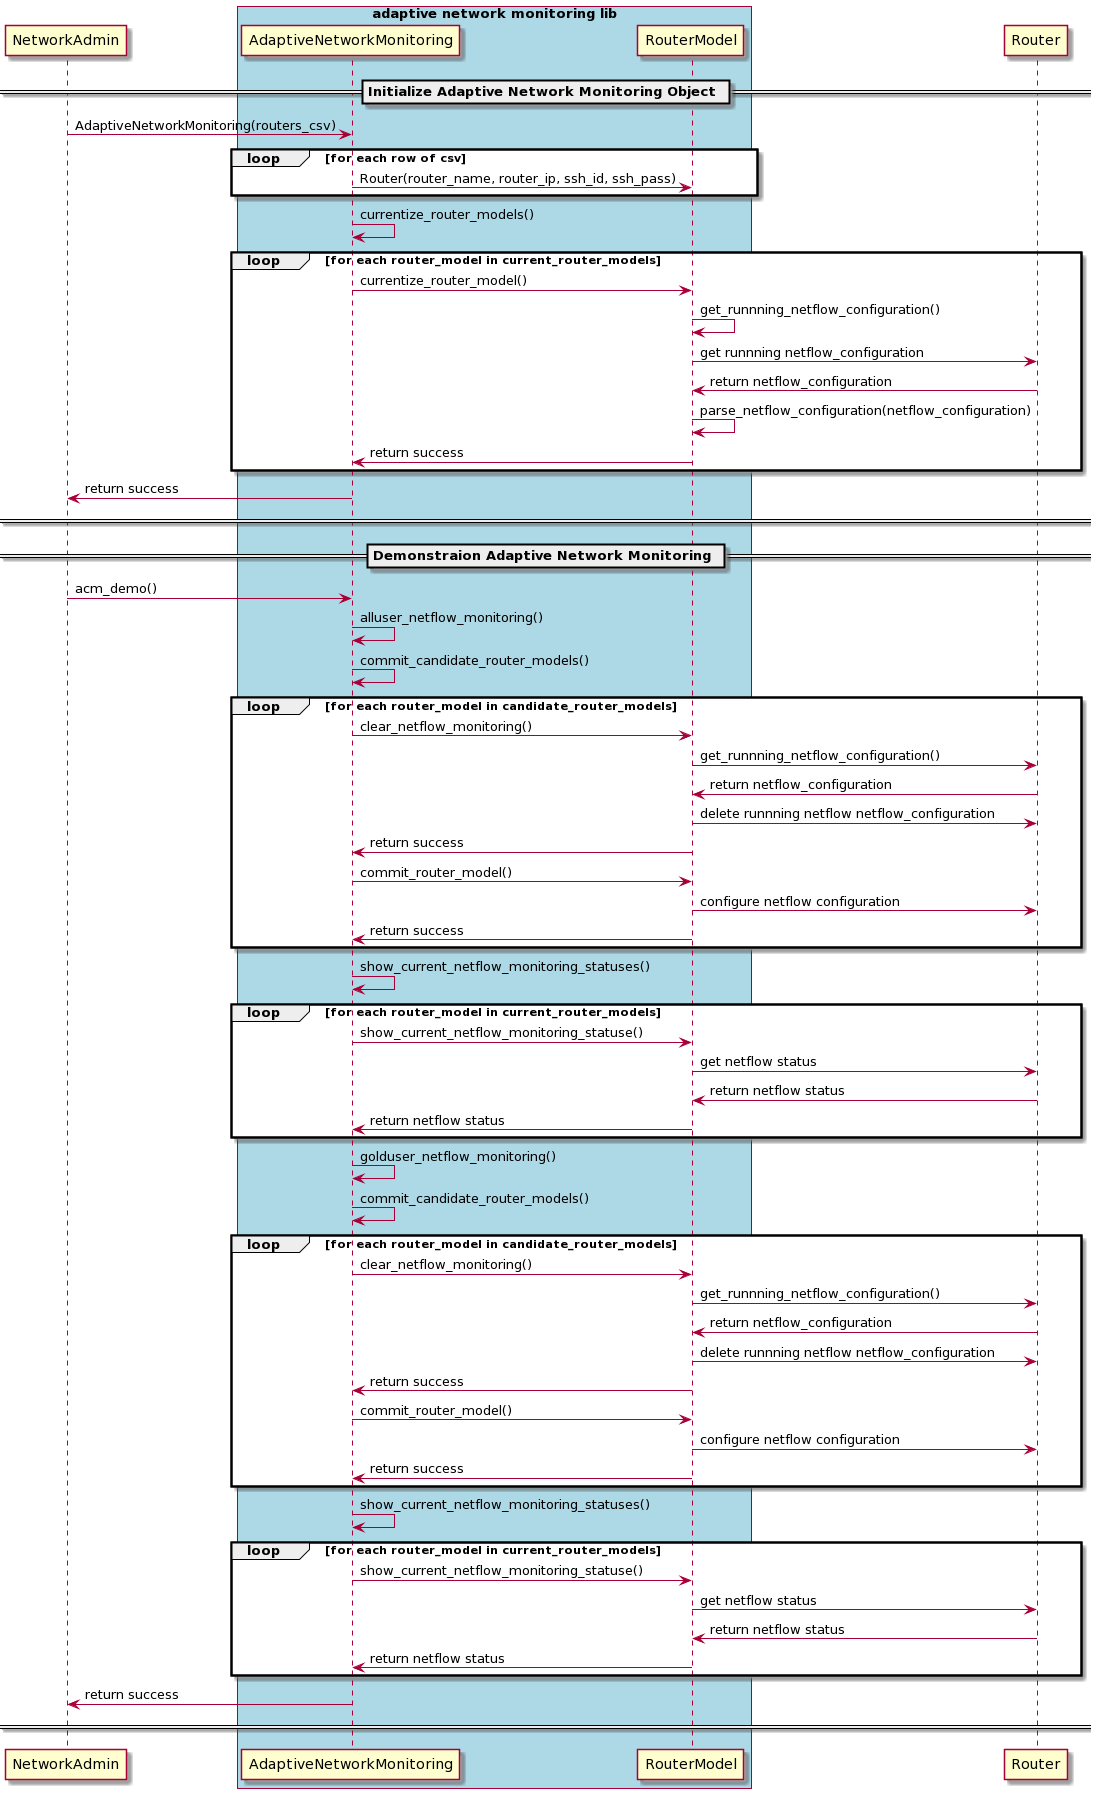 adaptive network monitoring lib
NetworkAdmin
AdaptiveNetworkMonitoring
RouterModel
Router
Initialize Adaptive Network Monitoring Object
AdaptiveNetworkMonitoring(routers_csv)
loop [for each row of csv]
Router(router_name, router_ip, ssh_id, ssh_pass)
currentize_router_models()
loop [for each router_model in current_router_models]
currentize_router_model()
get_runnning_netflow_configuration()
get runnning netflow_configuration
return netflow_configuration
parse_netflow_configuration(netflow_configuration)
return success
return success
Demonstraion Adaptive Network Monitoring
acm_demo()
alluser_netflow_monitoring()
commit_candidate_router_models()
loop [for each router_model in candidate_router_models]
clear_netflow_monitoring()
get_runnning_netflow_configuration()
return netflow_configuration
delete runnning netflow netflow_configuration
return success
commit_router_model()
configure netflow configuration
return success
show_current_netflow_monitoring_statuses()
loop [for each router_model in current_router_models]
show_current_netflow_monitoring_statuse()
get netflow status
return netflow status
return netflow status
golduser_netflow_monitoring()
commit_candidate_router_models()
loop [for each router_model in candidate_router_models]
clear_netflow_monitoring()
get_runnning_netflow_configuration()
return netflow_configuration
delete runnning netflow netflow_configuration
return success
commit_router_model()
configure netflow configuration
return success
show_current_netflow_monitoring_statuses()
loop [for each router_model in current_router_models]
show_current_netflow_monitoring_statuse()
get netflow status
return netflow status
return netflow status
return success
NetworkAdmin
AdaptiveNetworkMonitoring
RouterModel
Router